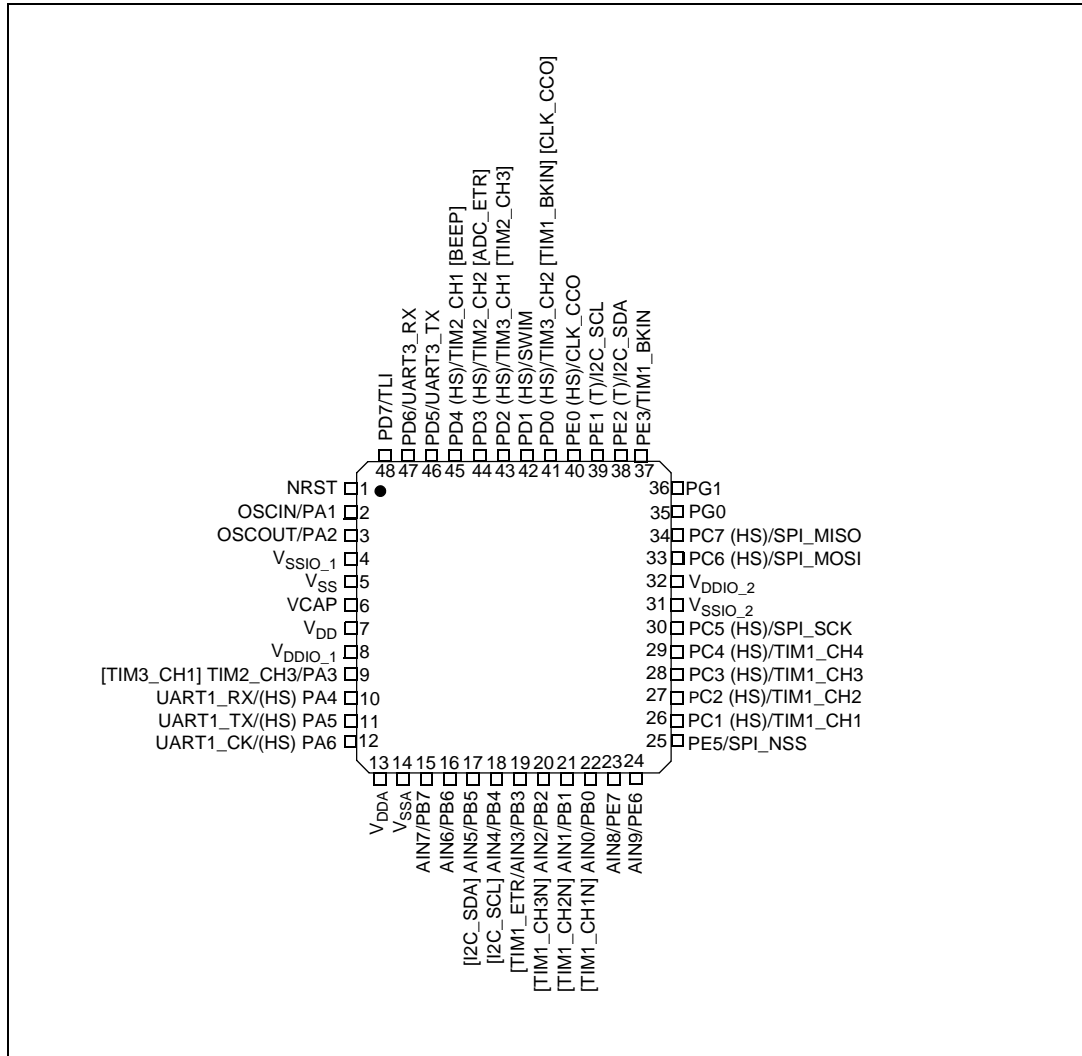 PD7/TLI
PD6/UART3_RX
PD5/UART3_TX
PD4 (HS)/TIM2_CH1 [BEEP]
PD3 (HS)/TIM2_CH2 [ADC_ETR]
PD2 (HS)/TIM3_CH1 [TIM2_CH3]
PD1 (HS)/SWIM
PD0 (HS)/TIM3_CH2 [TIM1_BKIN] [CLK_CCO]
PE0 (HS)/CLK_CCO
PE1 (T)/I2C_SCL
PE2 (T)/I2C_SDA
PE3/TIM1_BKIN
48 47 46 45 44 43 42 41 40 39 38 37
NRST 1
OSCIN/PA1 2
OSCOUT/PA2 3
VSSIO_1 4
VSS 5
VCAP 6
VDD 7
VDDIO_1 8
[TIM3_CH1] TIM2_CH3/PA3 9
UART1_RX/(HS) PA4 10
UART1_TX/(HS) PA5 11
UART1_CK/(HS) PA6 12
36 PG1
35 PG0
34 PC7 (HS)/SPI_MISO
33 PC6 (HS)/SPI_MOSI
32 VDDIO_2
31 VSSIO_2
30 PC5 (HS)/SPI_SCK
29 PC4 (HS)/TIM1_CH4
28 PC3 (HS)/TIM1_CH3
27 PC2 (HS)/TIM1_CH2
26 PC1 (HS)/TIM1_CH1
25 PE5/SPI_NSS
13 14 15 16 17 18 19 20 21 22 23 24
VDDA
VSSA
AIN7/PB7
AIN6/PB6
[I2C_SDA] AIN5/PB5
[I2C_SCL] AIN4/PB4
[TIM1_ETR/AIN3/PB3
[TIM1_CH3N] AIN2/PB2
[TIM1_CH2N] AIN1/PB1
[TIM1_CH1N] AIN0/PB0
AIN8/PE7
AIN9/PE6